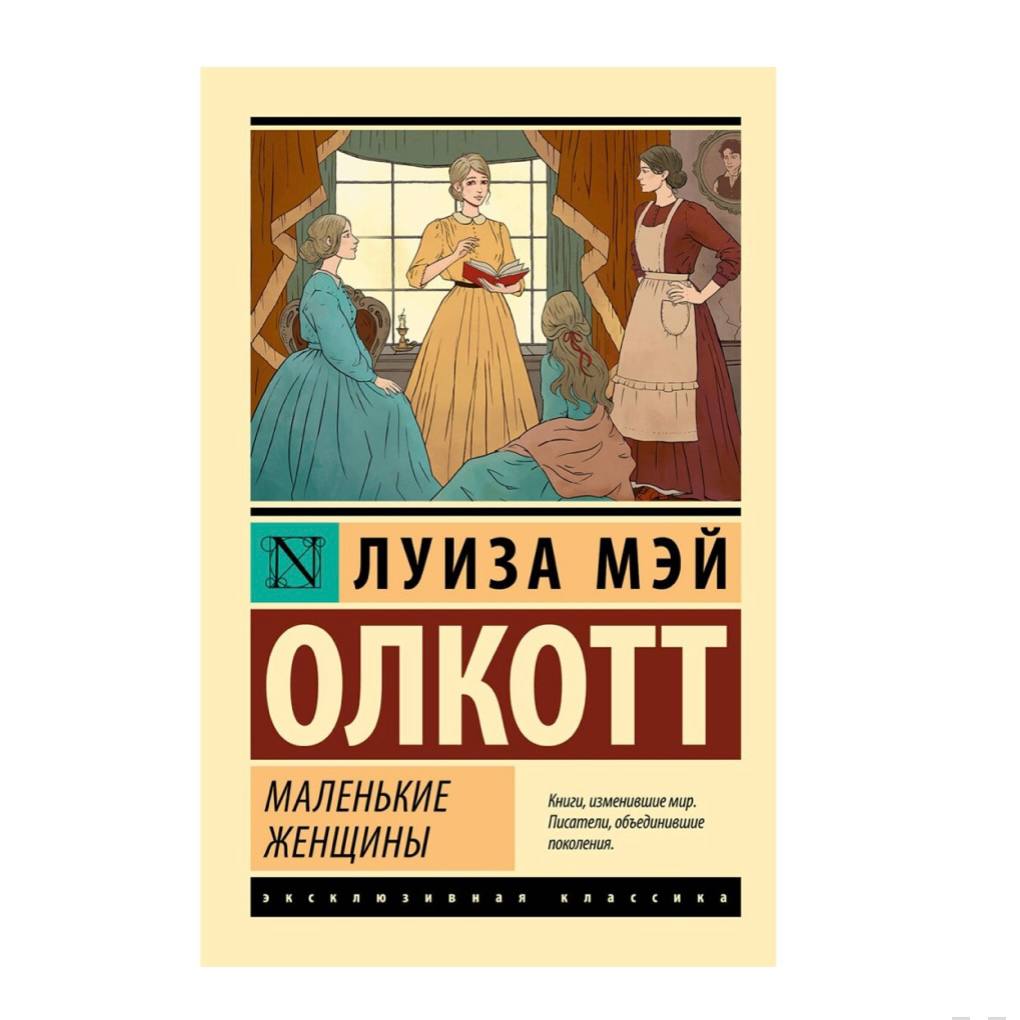 N ЛУИЗА МЭЙ
ОЛКОТТ
МАЛЕНЬКИЕ
ЖЕНЩИНЫ
Книги, изменившие мир.
Писатели, объединившие
поколения.
эксклюзивная классика